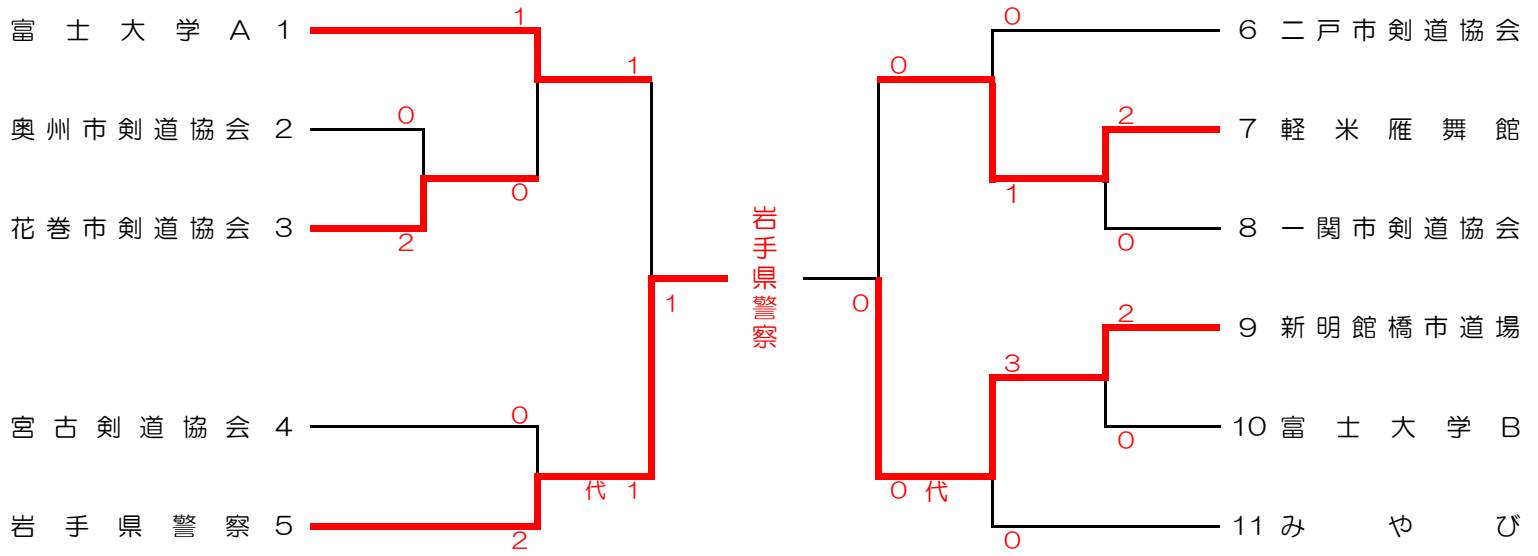 1 0
富士大学A 1 6 二戸市剣道協会
1 0
奥州市剣道協会 2 0 2 7 軽米雁舞館
0 1
花巻市剣道協会 3 2 0 8 一関市剣道協会
岩手県警察
1 0
2 9 新明館橋市道場
3
宮古剣道協会 4 0 0 10 富士大学B
代 1 0 代
岩手県警察 5 2 0 11 みやび